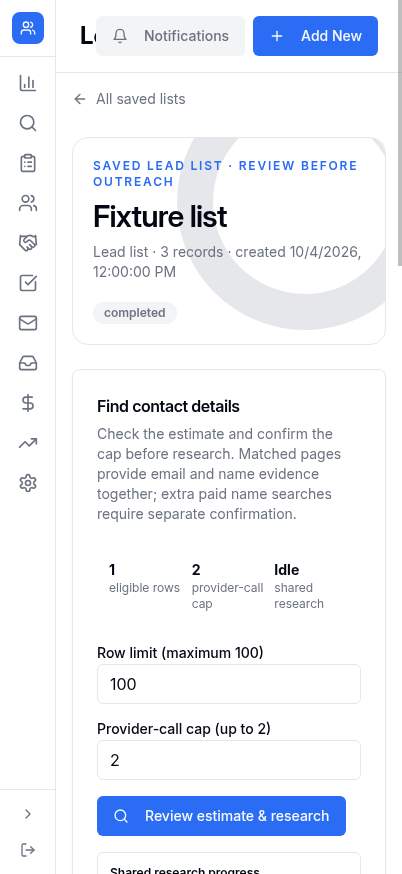 Notifications
Add New
All saved lists
SAVED LEAD LIST · REVIEW BEFORE
OUTREACH
Fixture list
Lead list · 3 records · created 10/4/2026,
12:00:00 PM
completed
Find contact details
Check the estimate and confirm the
cap before research. Matched pages
provide email and name evidence
together; extra paid name searches
require separate confirmation.
1
eligible rows
2
provider-call
cap
Idle
shared
research
Row limit (maximum 100)
100
Provider-call cap (up to 2)
2
Review estimate & research
Shared research progress